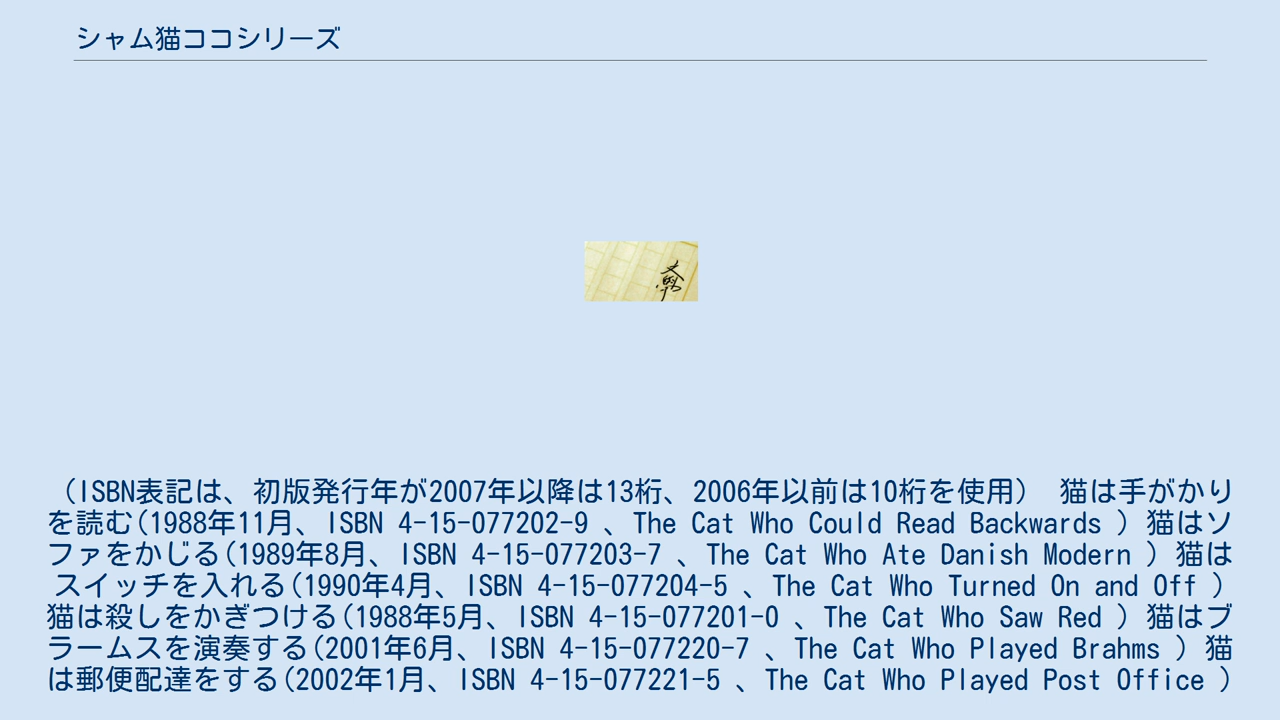 シャム猫ココシリーズ
（ISBN表記は、初版発行年が2007年以降は13桁、2006年以前は10桁を使用） 猫は手がかり
を読む(1988年11月、ISBN 4-15-077202-9 、The Cat Who Could Read Backwards ) 猫はソ
ファをかじる(1989年8月、ISBN 4-15-077203-7 、The Cat Who Ate Danish Modern ) 猫は
スイッチを入れる(1990年4月、ISBN 4-15-077204-5 、The Cat Who Turned On and Off )
猫は殺しをかぎつける(1988年5月、ISBN 4-15-077201-0 、The Cat Who Saw Red ) 猫はブ
ラームスを演奏する(2001年6月、ISBN 4-15-077220-7 、The Cat Who Played Brahms ) 猫
は郵便配達をする(2002年1月、ISBN 4-15-077221-5 、The Cat Who Played Post Office )